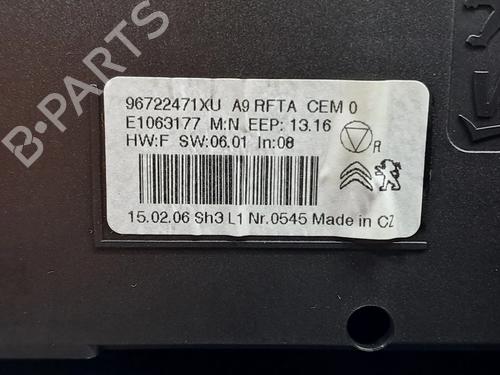 B-PARTS
96722471XU A9 RFTA CEM 0
E1063177 M:N EEP: 13.16
HW:F SW:06.01 In:08
R
15.02.06 Sh3 L1 Nr.0545 Made in CZ